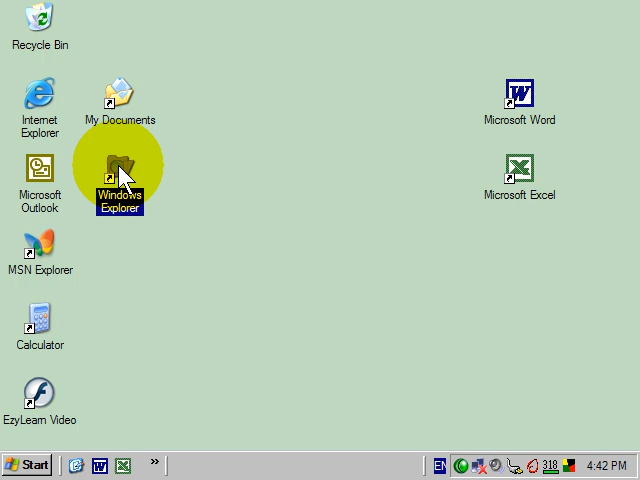 Recycle Bin
Internet
Explorer
My Documents
Microsoft Word
Microsoft
Outlook
Windows
Explorer
Microsoft Excel
MSN Explorer
Calculator
EzyLearn Video
Start
»
EN
318
4:42 PM